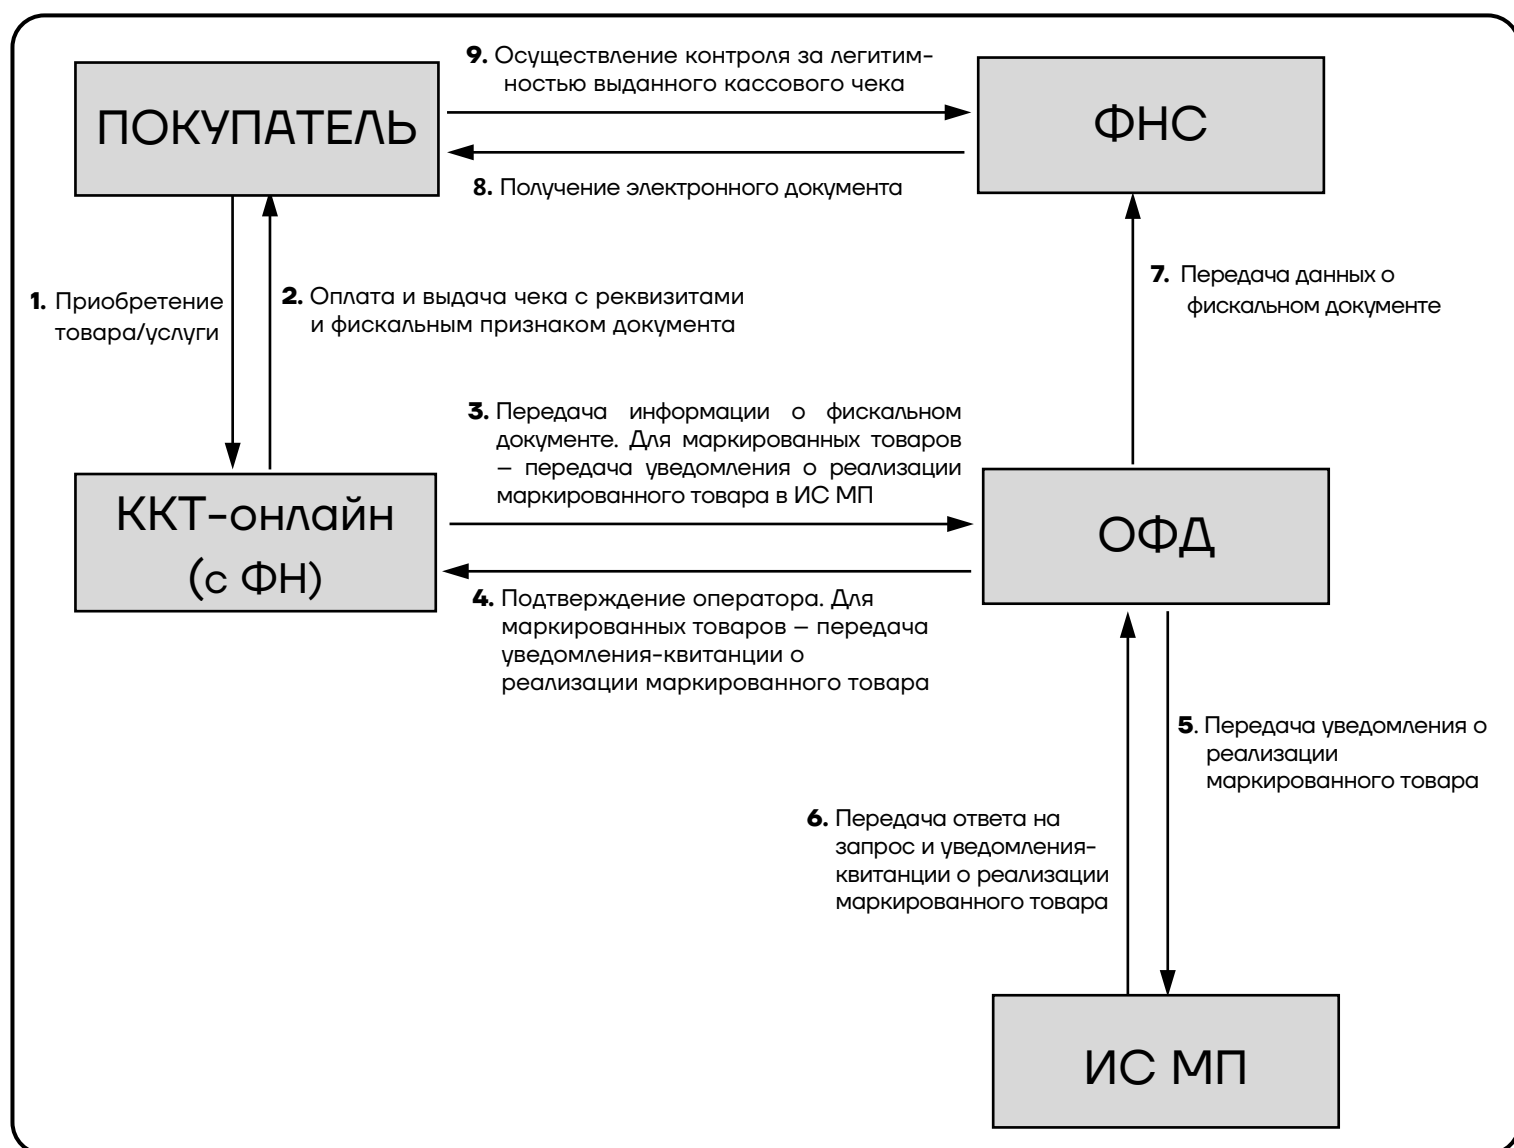 9. Осуществление контроля за легитим-
ностью выданного кассового чека
ПОКУПАТЕЛЬ
ФНС
8. Получение электронного документа
1. Приобретение
товара/услуги
2. Оплата и выдача чека с реквизитами
и фискальным признаком документа
7. Передача данных о
фискальном документе
3. Передача информации о фискальном
документе. Для маркированных товаров
– передача уведомления о реализации
маркированного товара в ИС МП
ККТ-онлайн
(с ФН)
ОФД
4. Подтверждение оператора. Для
маркированных товаров – передача
уведомления-квитанции о
реализации маркированного товара
5. Передача уведомления о
реализации
маркированного товара
6. Передача ответа на
запрос и уведомления-
квитанции о реализации
маркированного товара
ИС МП